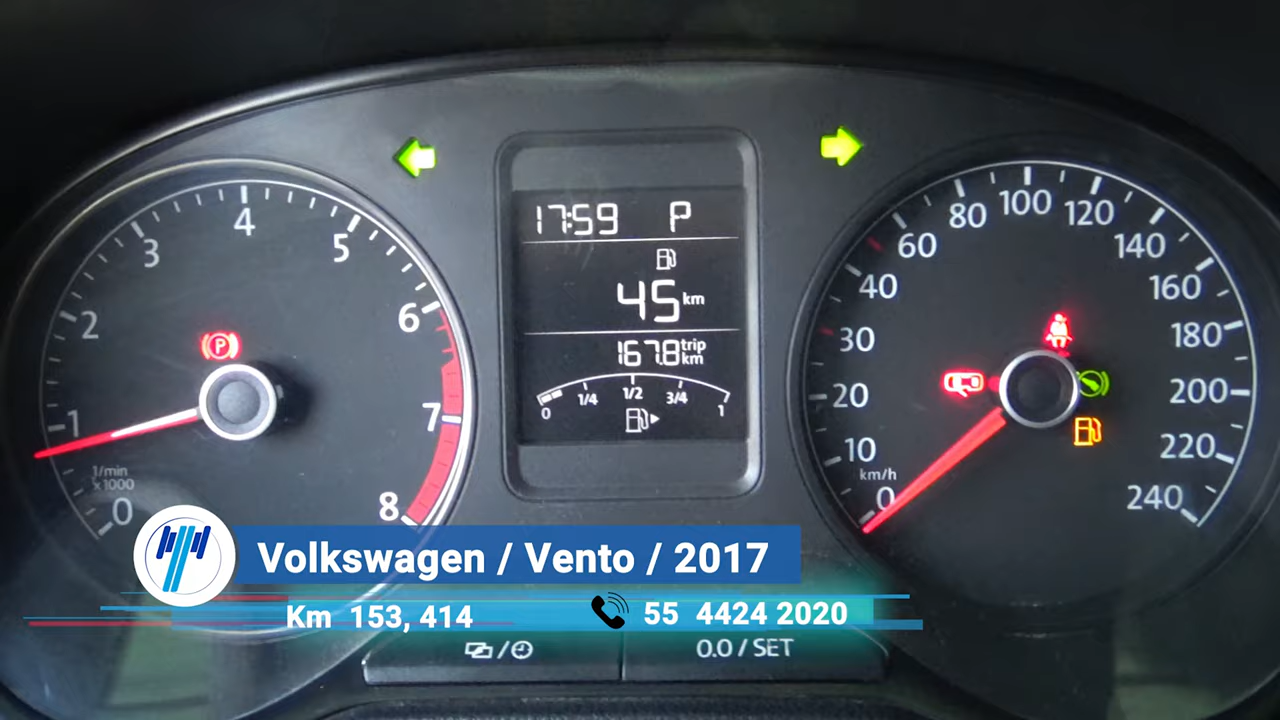 17:59 P
45 km
167.8 trip km
0 1/4 1/2 3/4 1
0 1 2 3 4 5 6 7 8
1/min
x1000
P
0 10 20 30 40 60 80 100 120 140 160 180 200 220 240
km/h
Volkswagen / Vento / 2017
Km 153, 414
55 4424 2020
0.0 / SET